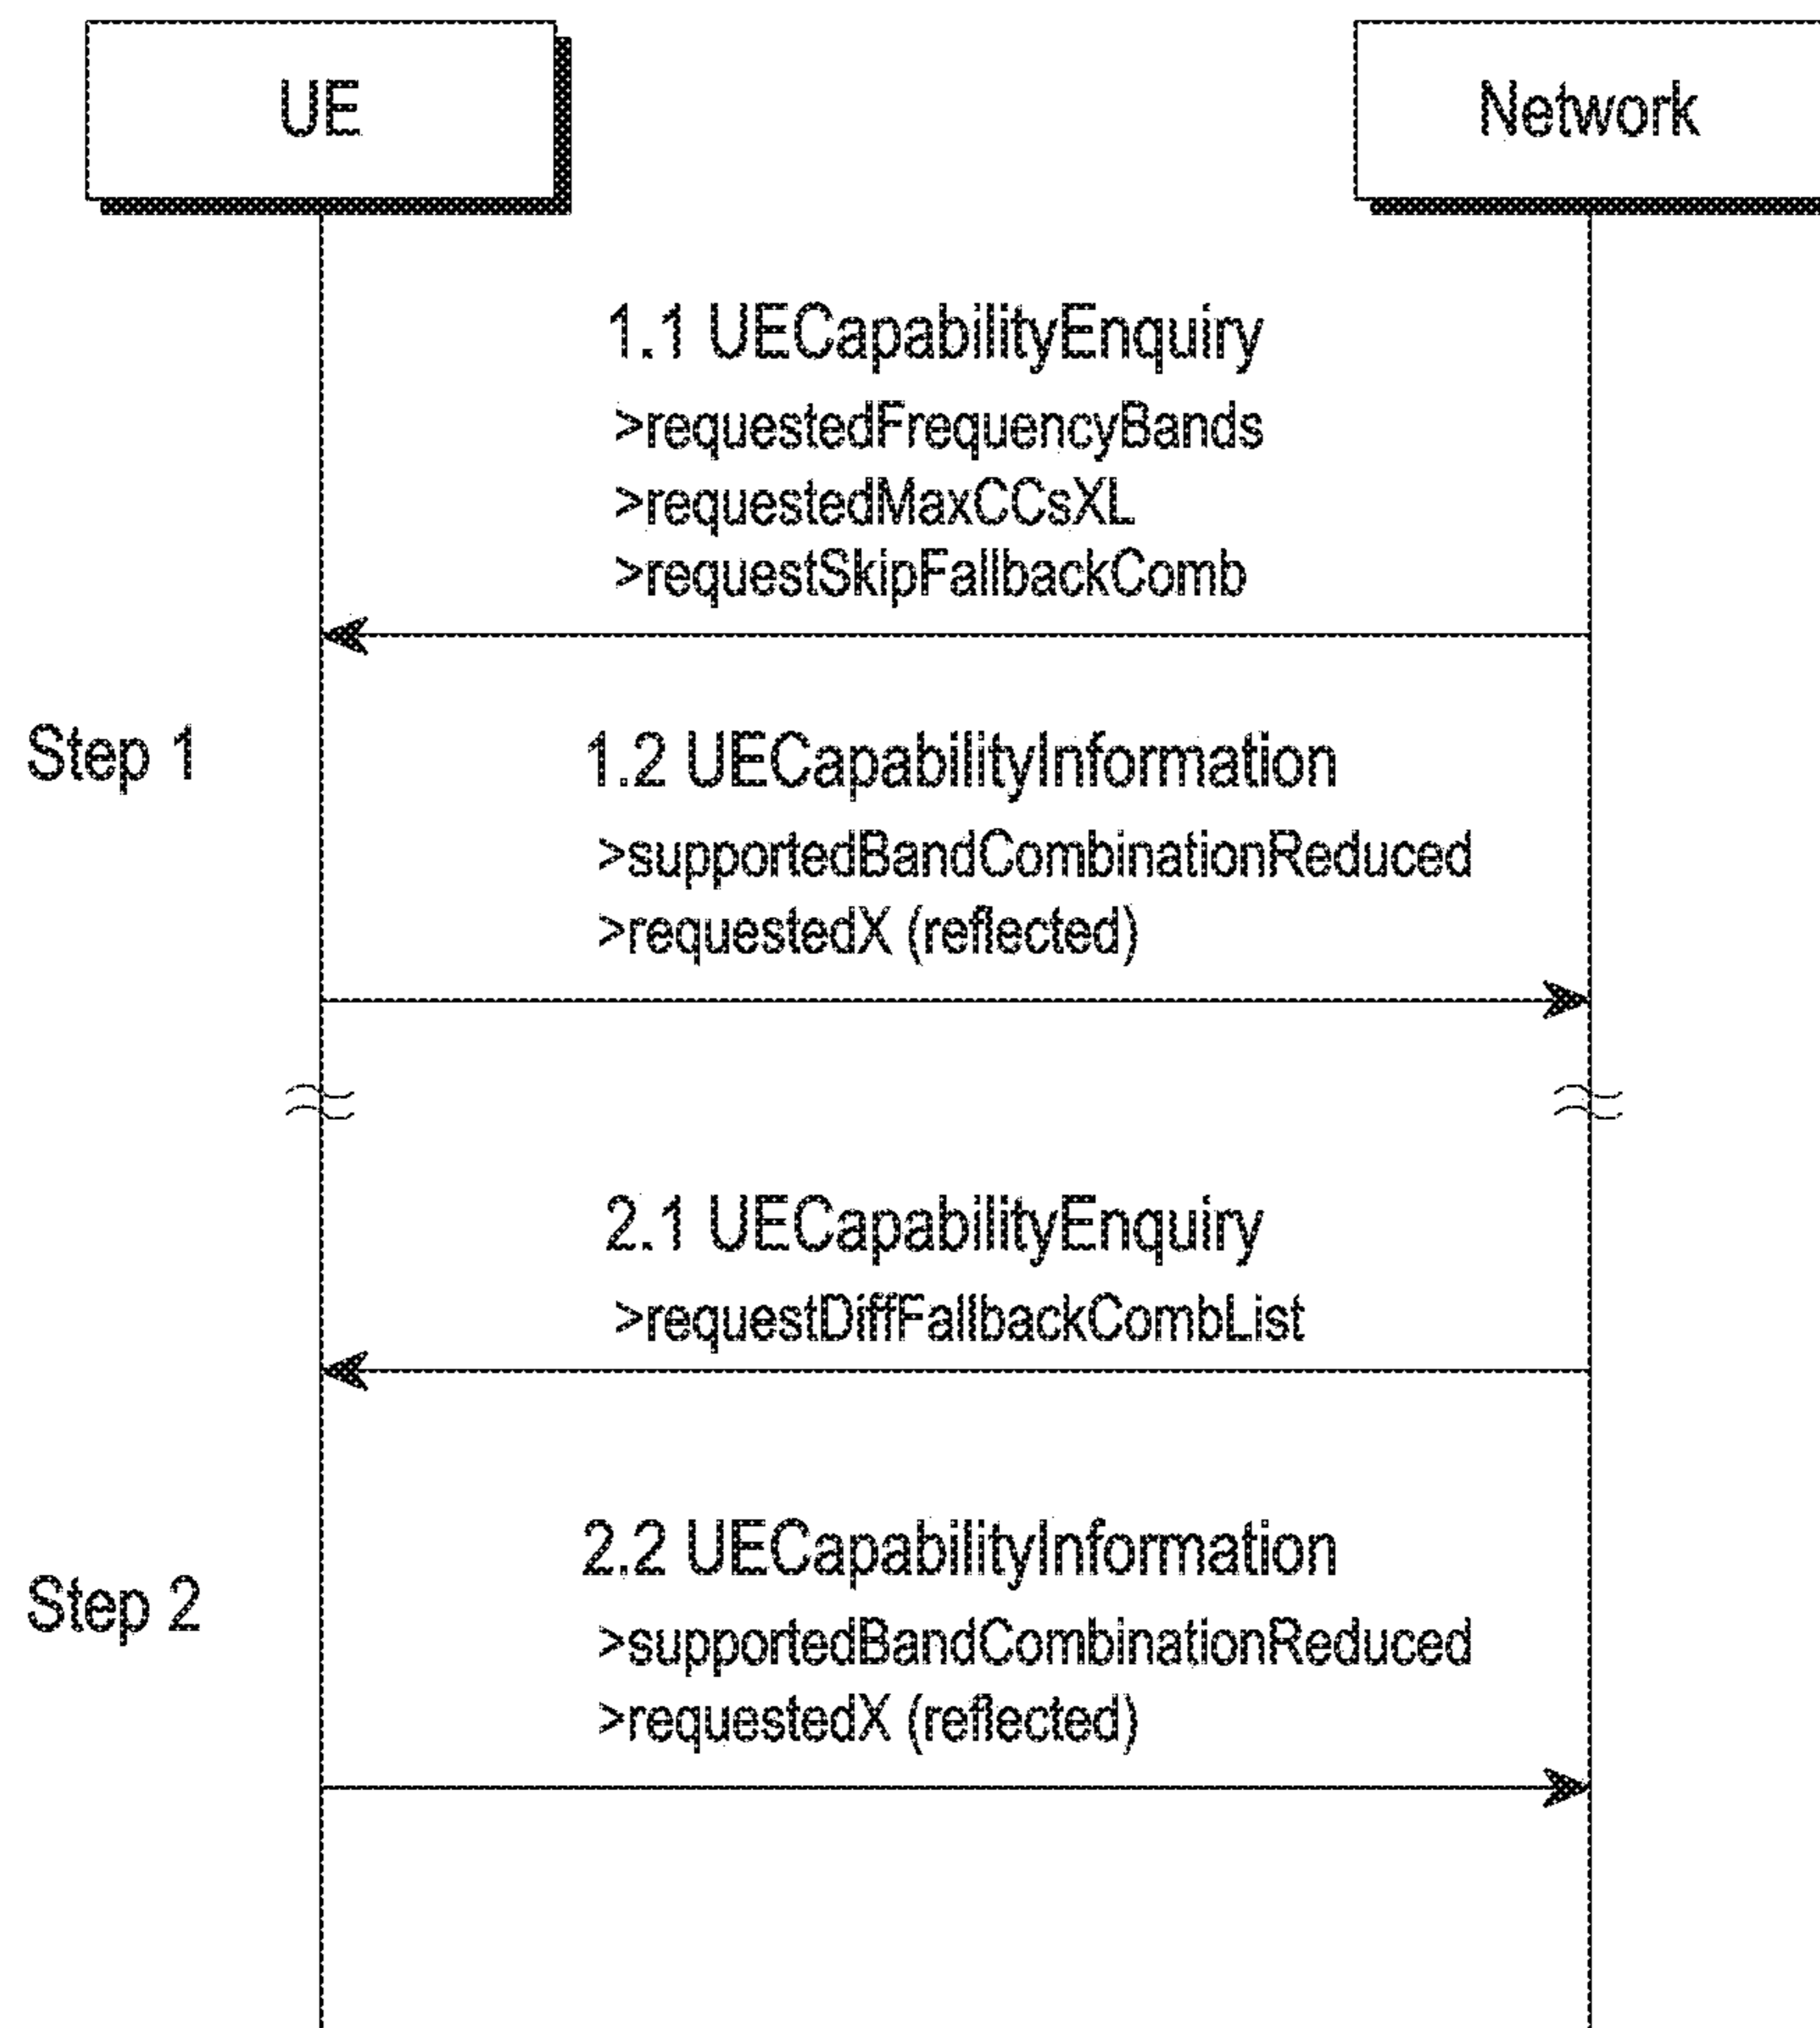 UE
Network
1.1 UECapabilityEnquiry
>requestedFrequencyBands
>requestedMaxCCsXL
>requestSkipFallbackComb
Step 1
1.2 UECapabilityInformation
>supportedBandCombinationReduced
>requestedX (reflected)
2.1 UECapabilityEnquiry
>requestDiffFallbackCombList
Step 2
2.2 UECapabilityInformation
>supportedBandCombinationReduced
>requestedX (reflected)